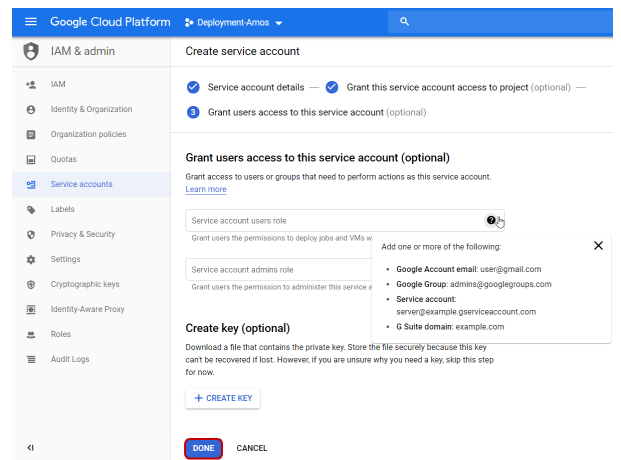 Google Cloud Platform
Deployment-Amos
IAM & admin
Create service account
IAM
Identity & Organization
Organization policies
Quotas
Service accounts
Labels
Privacy & Security
Settings
Cryptographic keys
Identity-Aware Proxy
Roles
Audit Logs
Service account details — Grant this service account access to project (optional) —
3 Grant users access to this service account (optional)
Grant users access to this service account (optional)
Grant access to users or groups that need to perform actions as this service account.
Learn more
Service account users role ?
Grant users the permissions to deploy jobs and VMs w
Add one or more of the following:
• Google Account email: user@gmail.com
• Google Group: admins@googlegroups.com
• Service account:
server@example.gserviceaccount.com
• G Suite domain: example.com
Service account admins role
Grant users the permission to administer this service a
Create key (optional)
Download a file that contains the private key. Store the file securely because this key
can't be recovered if lost. However, if you are unsure why you need a key, skip this step
for now.
+ CREATE KEY
DONE CANCEL